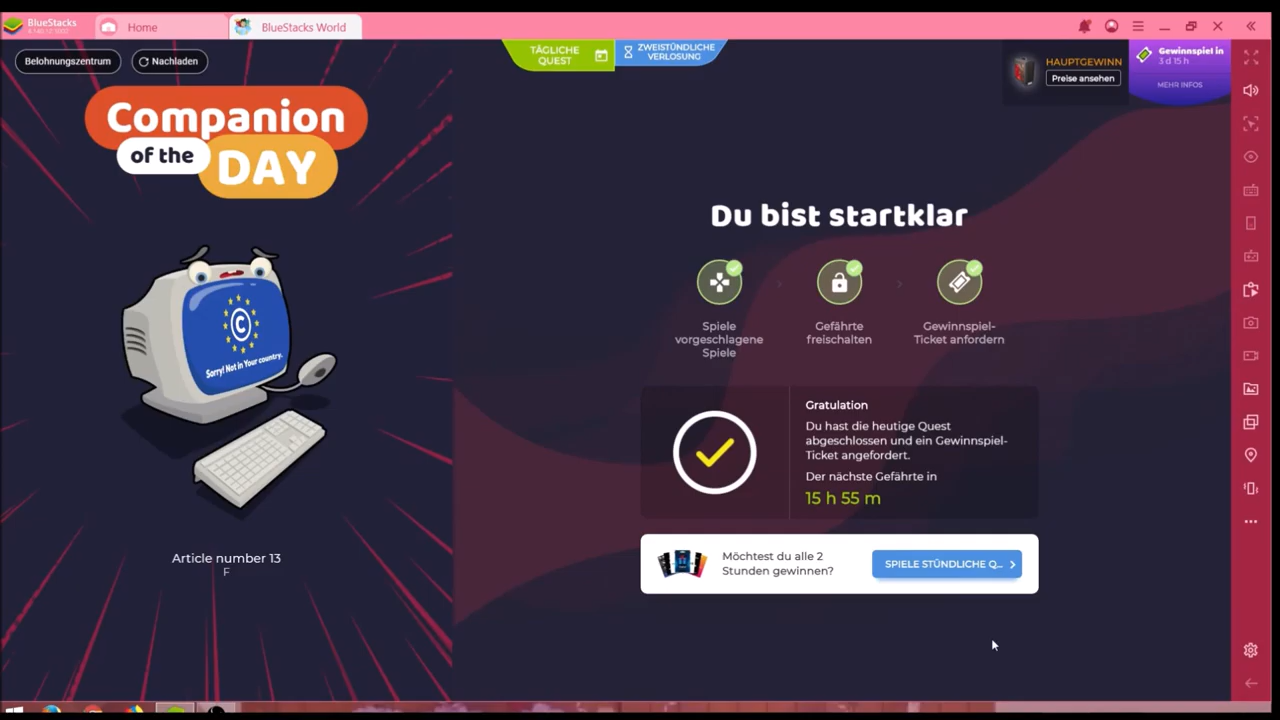 BlueStacks
Home
BlueStacks World
Belohnungszentrum
Nachladen
TÄGLICHE
QUEST
ZWEISTÜNDLICHE
VERLOSUNG
HAUPTGEWINN
Preise ansehen
Gewinnspiel in
3 d 15 h
MEHR INFOS
Companion
of the
DAY
C
Sorry! Not in Your country.
Article number 13
F
Du bist startklar
Spiele
vorgeschlagene
Spiele
Gefährte
freischalten
Gewinnspiel-
Ticket anfordern
Gratulation
Du hast die heutige Quest
abgeschlossen und ein Gewinnspiel-
Ticket angefordert.
Der nächste Gefährte in
15 h 55 m
Möchtest du alle 2
Stunden gewinnen?
SPIELE STÜNDLICHE Q...